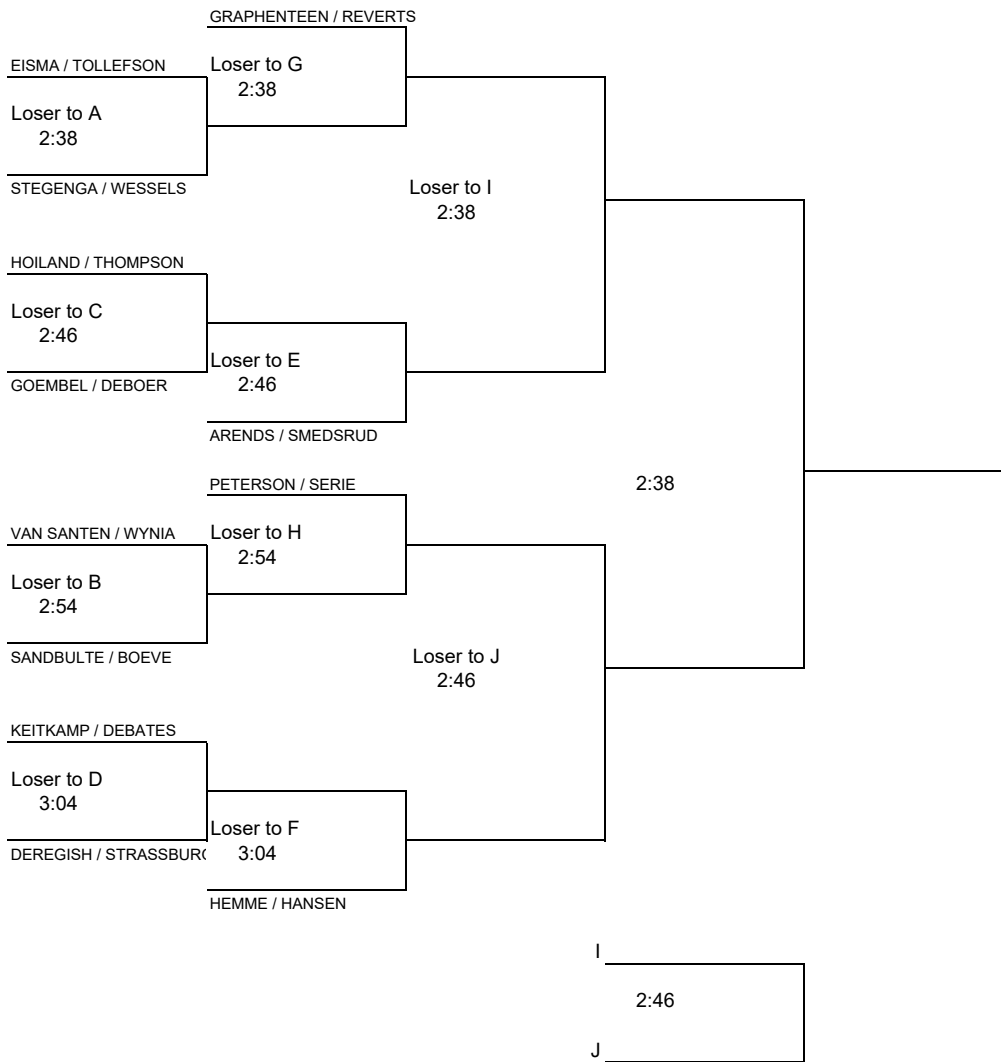 GRAPHENTEEN / REVERTS
EISMA / TOLLEFSON
Loser to G
2:38
Loser to A
2:38
STEGENGA / WESSELS
Loser to I
2:38
HOILAND / THOMPSON
Loser to C
2:46
Loser to E
2:46
GOEMBEL / DEBOER
ARENDS / SMEDSRUD
PETERSON / SERIE
2:38
VAN SANTEN / WYNIA
Loser to H
2:54
Loser to B
2:54
SANDBULTE / BOEVE
Loser to J
2:46
KEITKAMP / DEBATES
Loser to D
3:04
Loser to F
3:04
DEREGISH / STRASSBURG
HEMME / HANSEN
I
2:46
J